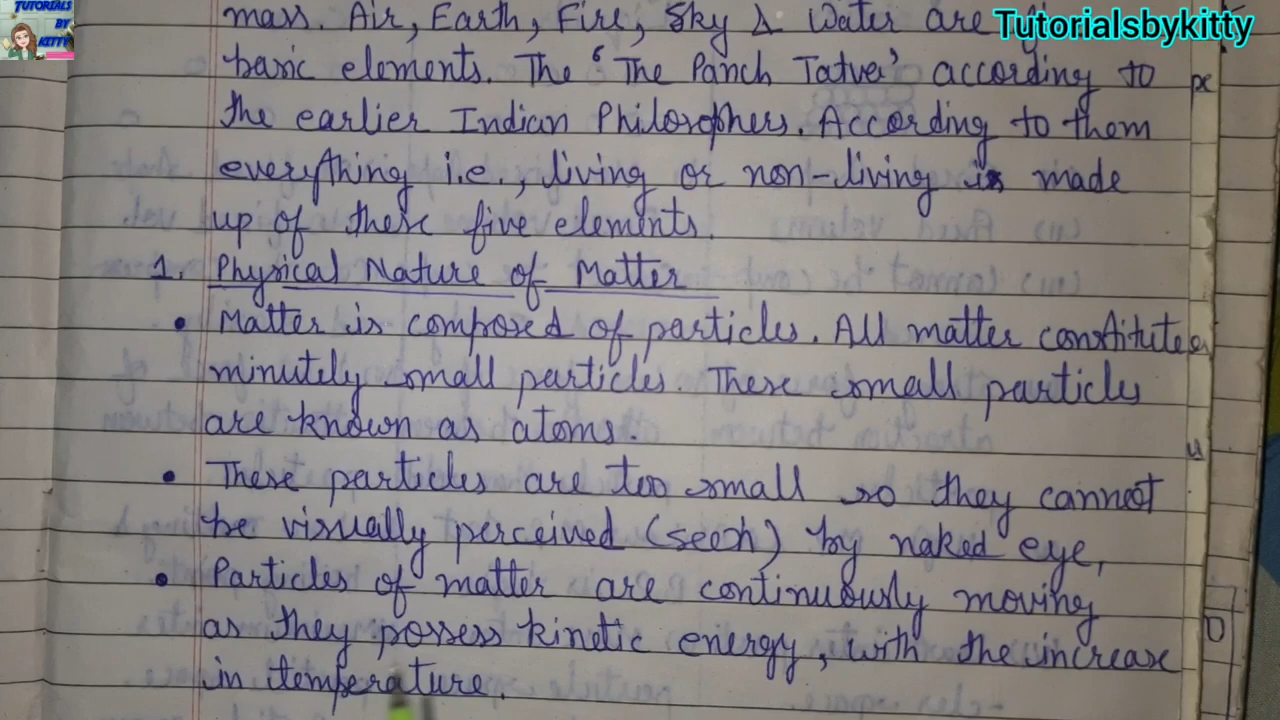 TUTORIALS
BY
KITTY
Tutorialsbykitty
mass. Air, Earth, Fire, Sky & Water are
basic elements. The 'The Panch Tatva' according to
the earlier Indian Philosophers. According to them
everything i.e., living or non-living is made
up of these five elements.
1. Physical Nature of Matter
• Matter is composed of particles. All matter constitutes
minutely small particles. These small particles
are known as atoms.
• These particles are too small so they cannot
be visually perceived (seen) by naked eye,
• Particles of matter are continuously moving
as they possess kinetic energy, with the increase
in temperature.